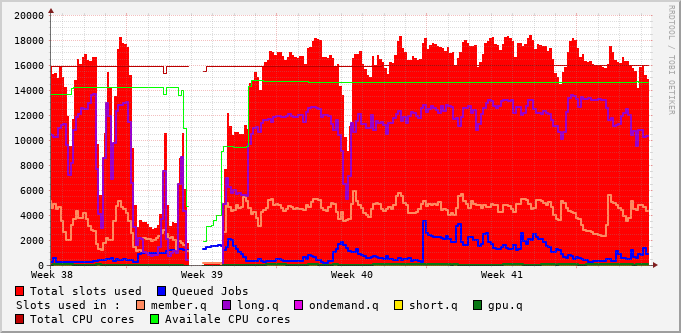 20000
18000
16000
14000
12000
10000
8000
6000
4000
2000
0
Week 38 Week 39 Week 40 Week 41
Total slots used Queued Jobs
Slots used in : member.q long.q ondemand.q short.q gpu.q
Total CPU cores Availale CPU cores
RRDTOOL / TOBI OETIKER